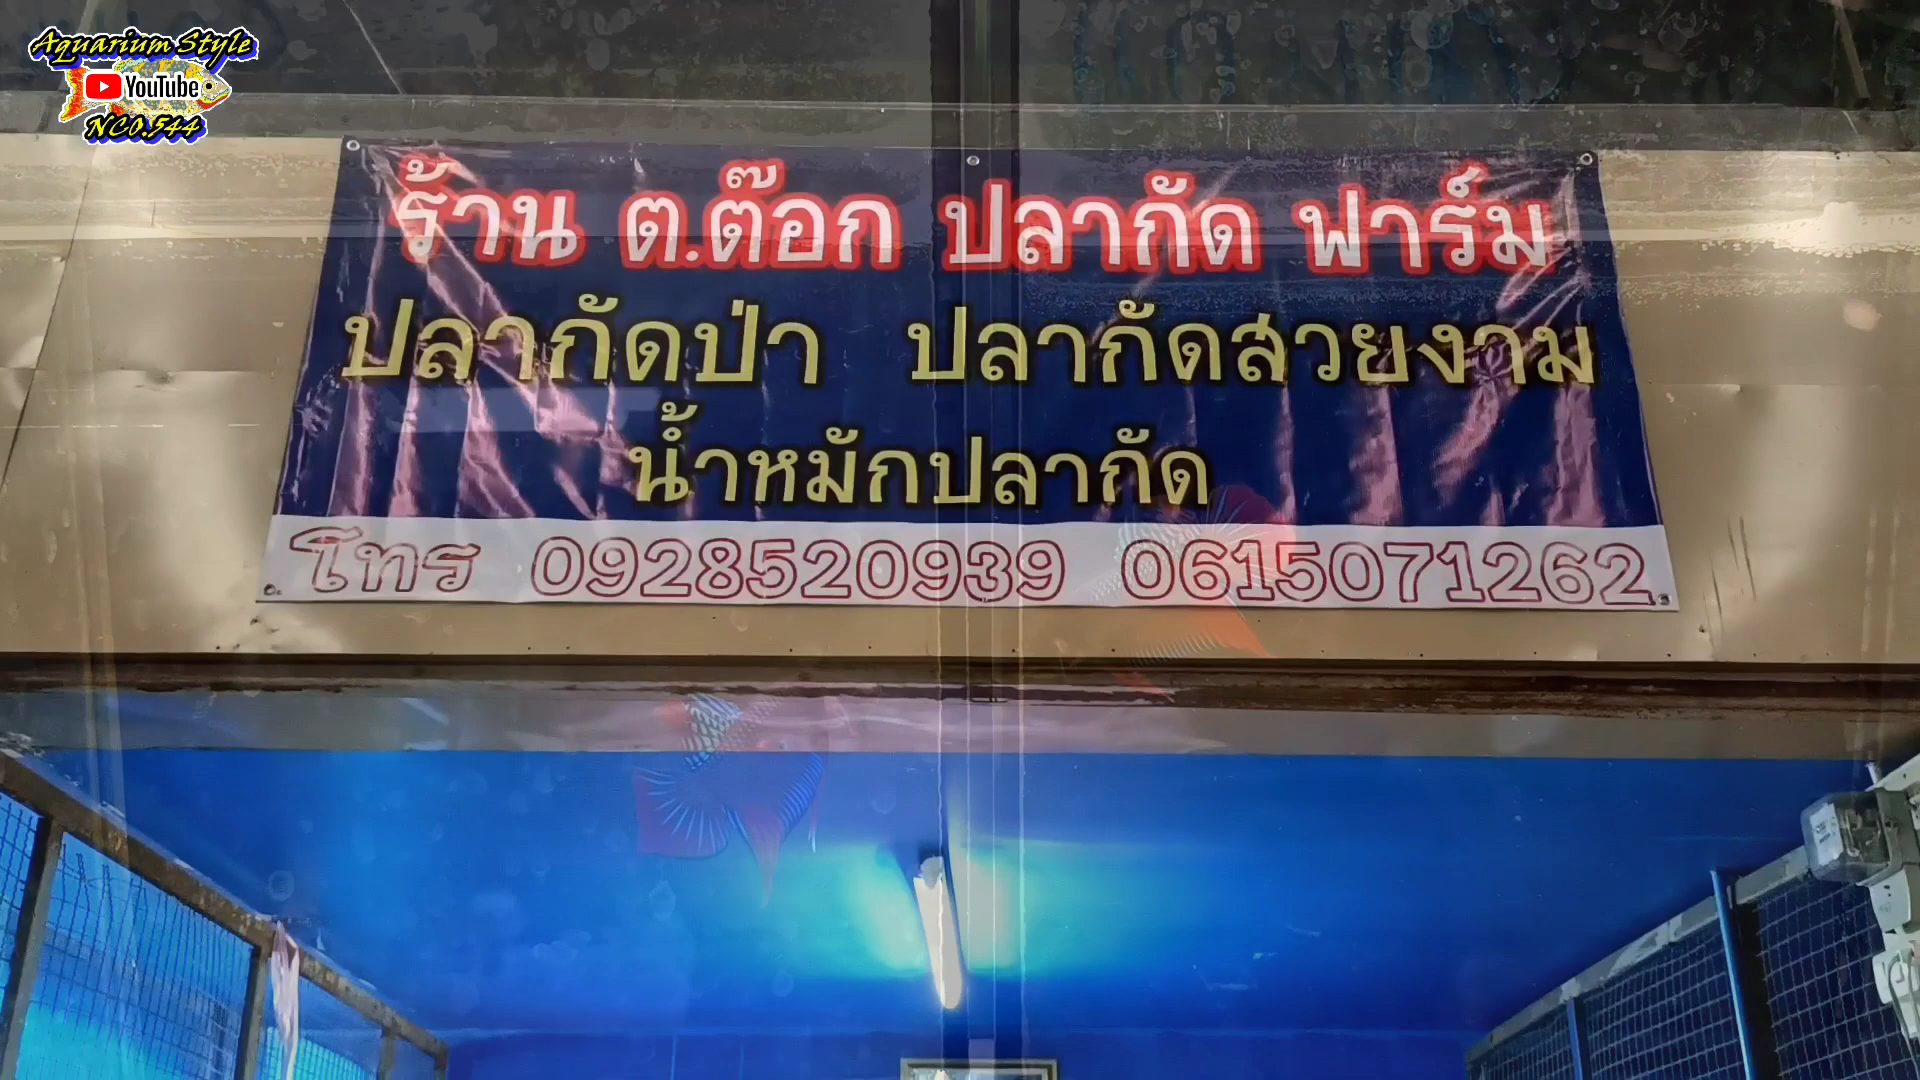 Aquarium Style
YouTube
NCO.544
ร้าน ต.ต๊อก ปลากัด ฟาร์ม
ปลากัดป่า ปลากัดสวยงาม
น้ำหมักปลากัด
โทร 0928520939 0615071262